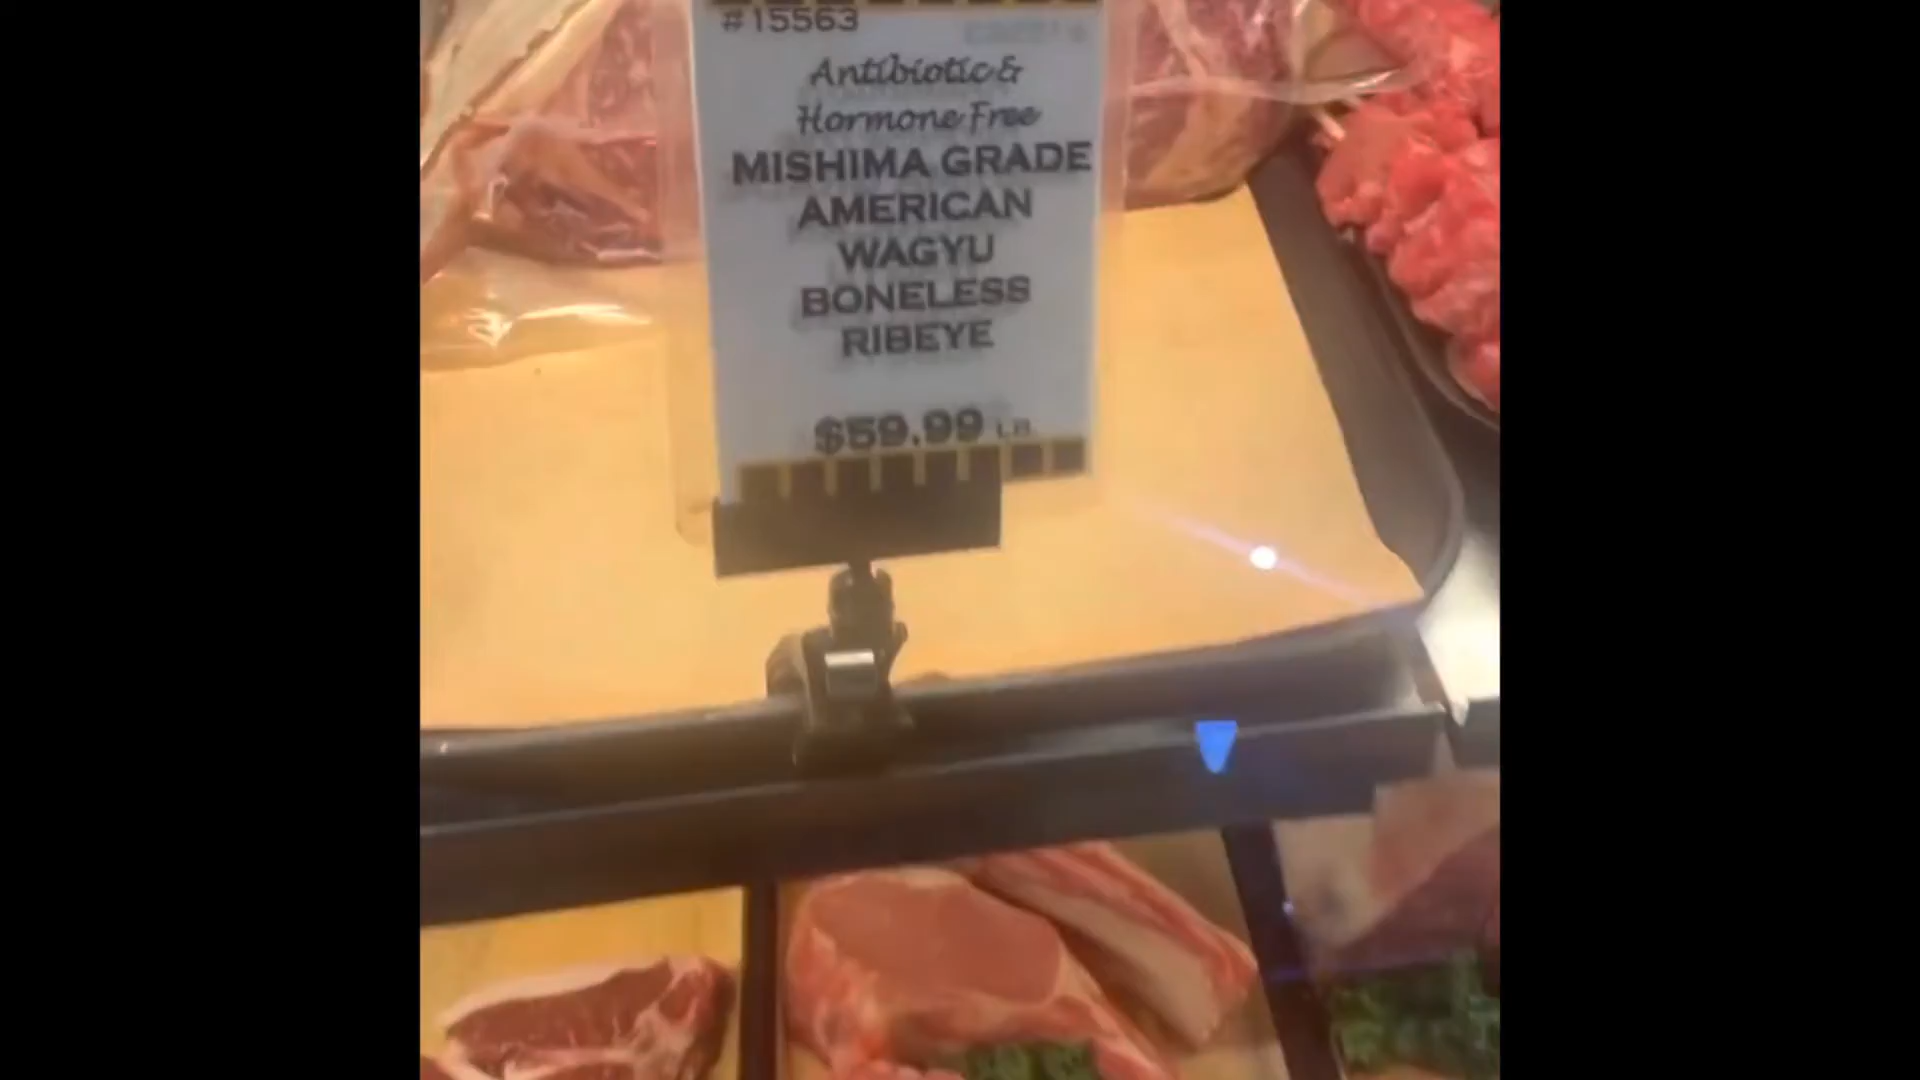 #15563
Antibiotic &
Hormone Free
MISHIMA GRADE
AMERICAN
WAGYU
BONELESS
RIBEYE
$59.99 LB.